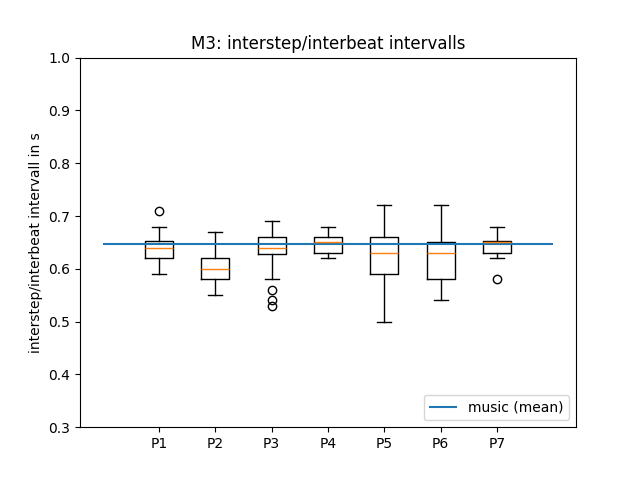 M3: interstep/interbeat intervalls
interstep/interbeat intervall in s
1.0
0.9
0.8
0.7
0.6
0.5
0.4
0.3
music (mean)
P1 P2 P3 P4 P5 P6 P7